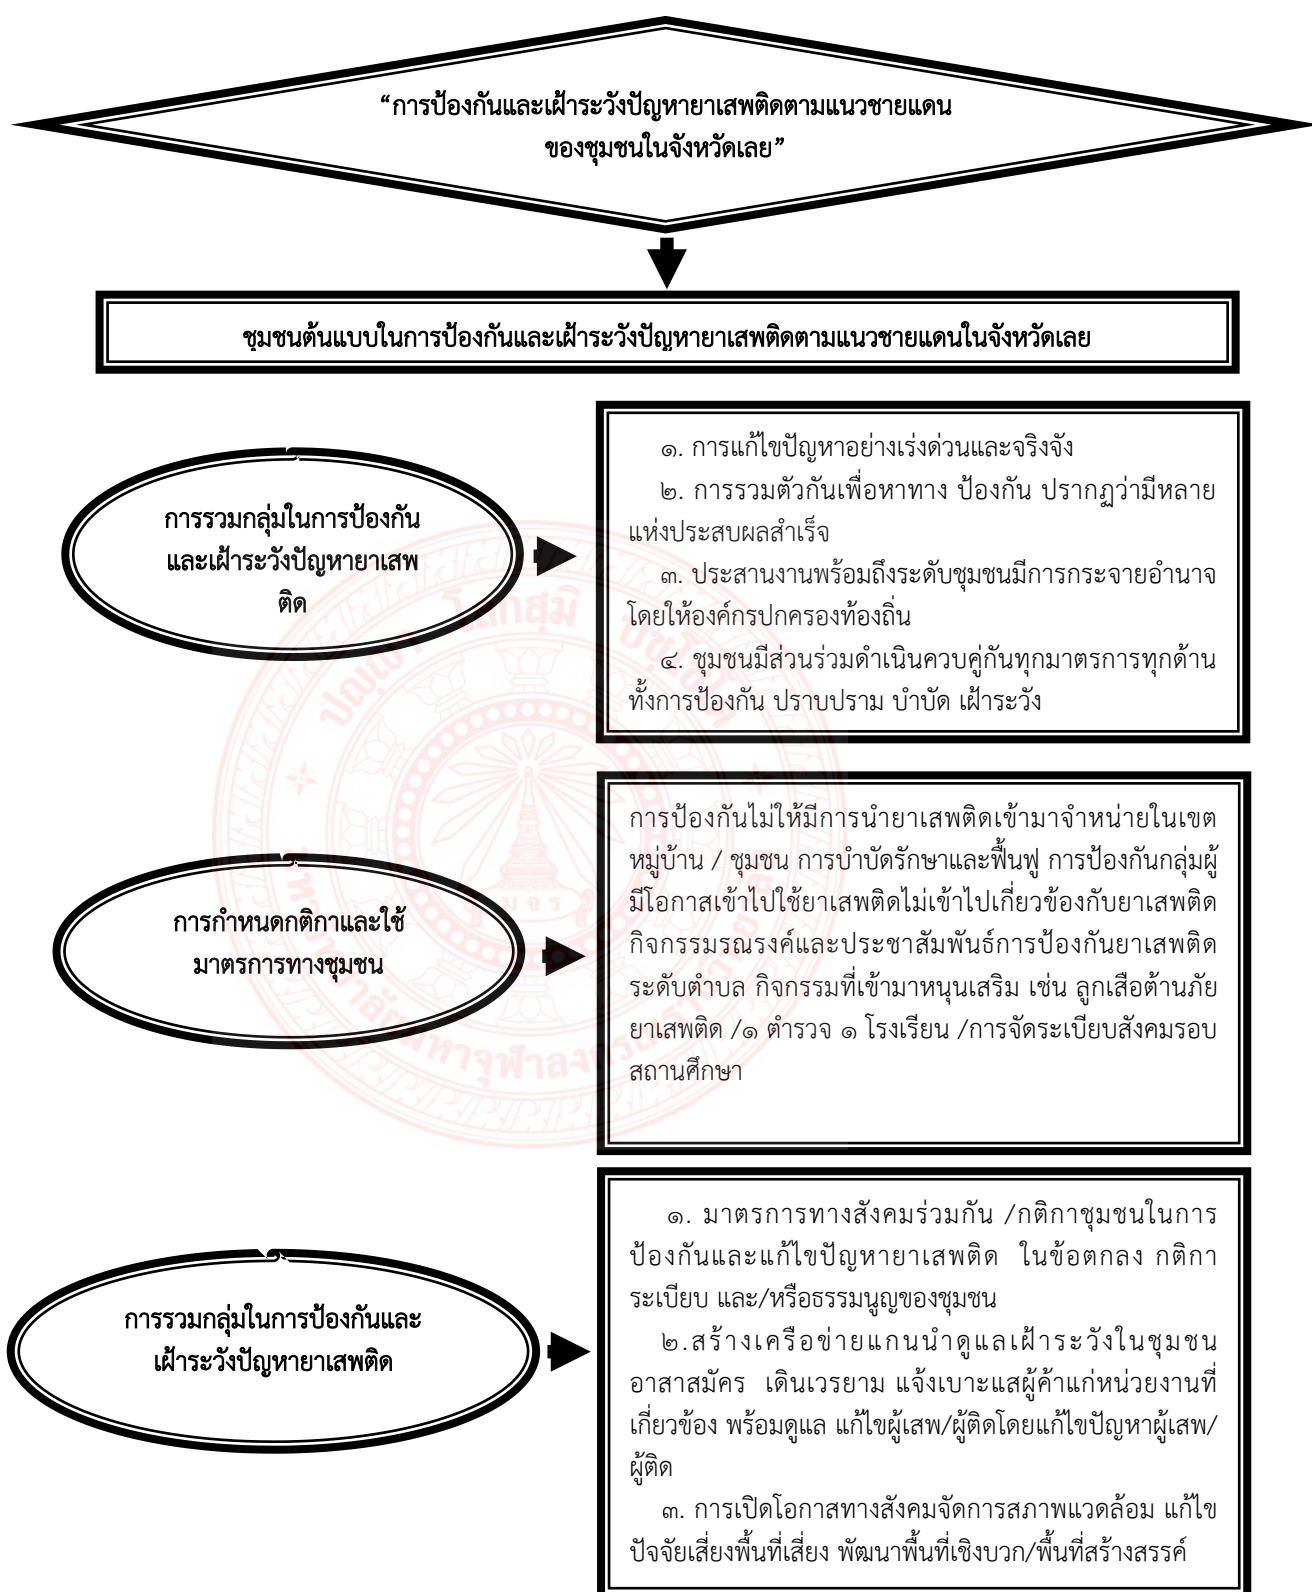 “การป้องกันและเฝ้าระวังปัญหายาเสพติดตามแนวชายแดน
ของชุมชนในจังหวัดเลย”
ชุมชนต้นแบบในการป้องกันและเฝ้าระวังปัญหายาเสพติดตามแนวชายแดนในจังหวัดเลย
การรวมกลุ่มในการป้องกัน
และเฝ้าระวังปัญหายาเสพ
ติด
๑. การแก้ไขปัญหาอย่างเร่งด่วนและจริงจัง
๒. การรวมตัวกันเพื่อหาทาง ป้องกัน ปรากฏว่ามีหลาย
แห่งประสบผลสำเร็จ
๓. ประสานงานพร้อมถึงระดับชุมชนมีการกระจายอำนาจ
โดยให้องค์กรปกครองท้องถิ่น
๔. ชุมชนมีส่วนร่วมดำเนินควบคู่กันทุกมาตรการทุกด้าน
ทั้งการป้องกัน ปราบปราม บำบัด เฝ้าระวัง
การกำหนดกติกาและใช้
มาตรการทางชุมชน
การป้องกันไม่ให้มีการนำยาเสพติดเข้ามาจำหน่ายในเขต
หมู่บ้าน / ชุมชน การบำบัดรักษาและฟื้นฟู การป้องกันกลุ่มผู้
มีโอกาสเข้าไปใช้ยาเสพติดไม่เข้าไปเกี่ยวข้องกับยาเสพติด
กิจกรรมรณรงค์และประชาสัมพันธ์การป้องกันยาเสพติด
ระดับตำบล กิจกรรมที่เข้ามาหนุนเสริม เช่น ลูกเสือต้านภัย
ยาเสพติด /๑ ตำรวจ ๑ โรงเรียน /การจัดระเบียบสังคมรอบ
สถานศึกษา
การรวมกลุ่มในการป้องกันและ
เฝ้าระวังปัญหายาเสพติด
๑. มาตรการทางสังคมร่วมกัน /กติกาชุมชนในการ
ป้องกันและแก้ไขปัญหายาเสพติด ในข้อตกลง กติกา
ระเบียบ และ/หรือธรรมนูญของชุมชน
๒.สร้างเครือข่ายแกนนำดูแลเฝ้าระวังในชุมชน
อาสาสมัคร เดินเวรยาม แจ้งเบาะแสผู้ค้าแก่หน่วยงานที่
เกี่ยวข้อง พร้อมดูแล แก้ไขผู้เสพ/ผู้ติดโดยแก้ไขปัญหาผู้เสพ/
ผู้ติด
๓. การเปิดโอกาสทางสังคมจัดการสภาพแวดล้อม แก้ไข
ปัจจัยเสี่ยงพื้นที่เสี่ยง พัฒนาพื้นที่เชิงบวก/พื้นที่สร้างสรรค์